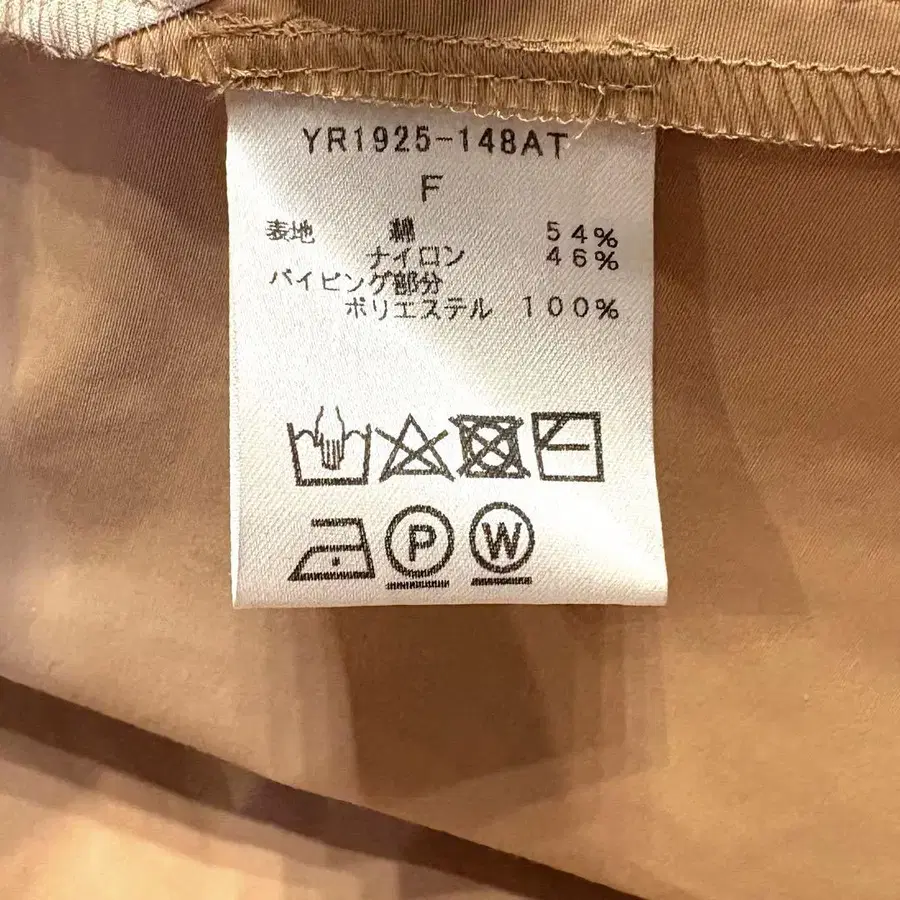 YR1925-148AT
F
表地 綿 54%
ナイロン 46%
パイピング部分
ポリエステル 100%
P W